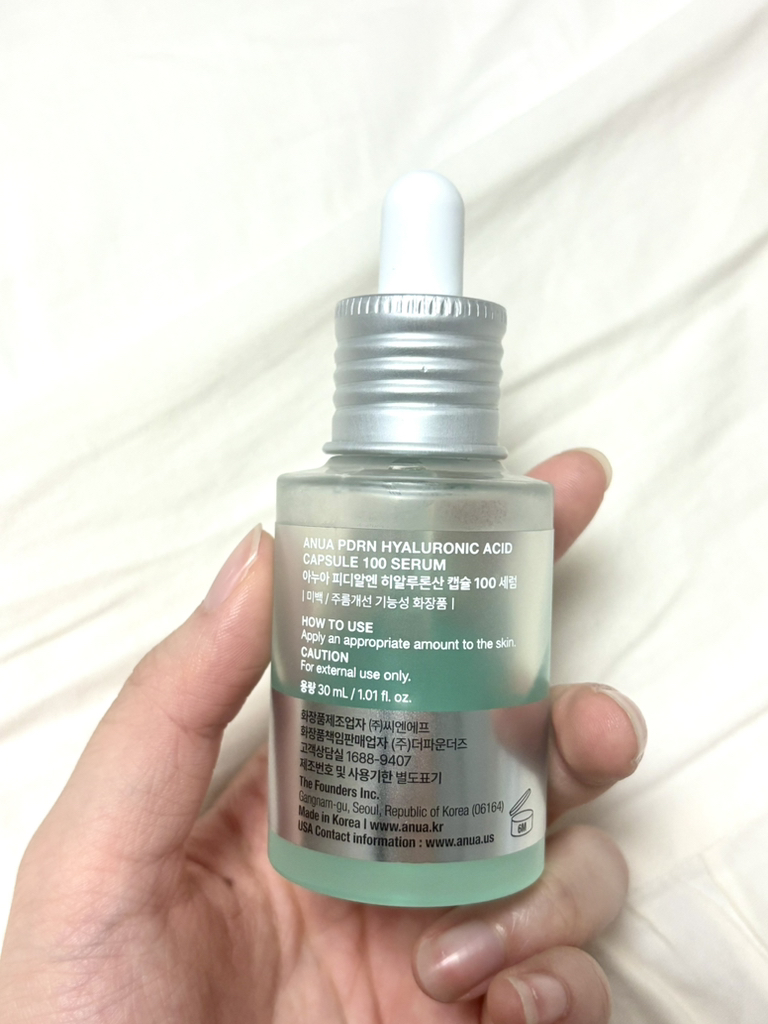 ANUA PDRN HYALURONIC ACID
CAPSULE 100 SERUM
아누아 피디알엔 히알루론산 캡슐 100 세럼
| 미백 / 주름개선 기능성 화장품 |
HOW TO USE
Apply an appropriate amount to the skin.
CAUTION
For external use only.
용량 30 mL / 1.01 fl. oz.
화장품제조업자 (주)씨엔에프
화장품책임판매업자 (주)더파운더즈
고객상담실 1688-9407
제조번호 및 사용기한 별도표기
The Founders Inc.
Gangnam-gu, Seoul, Republic of Korea (06164)
Made in Korea | www.anua.kr
USA Contact information : www.anua.us
6M